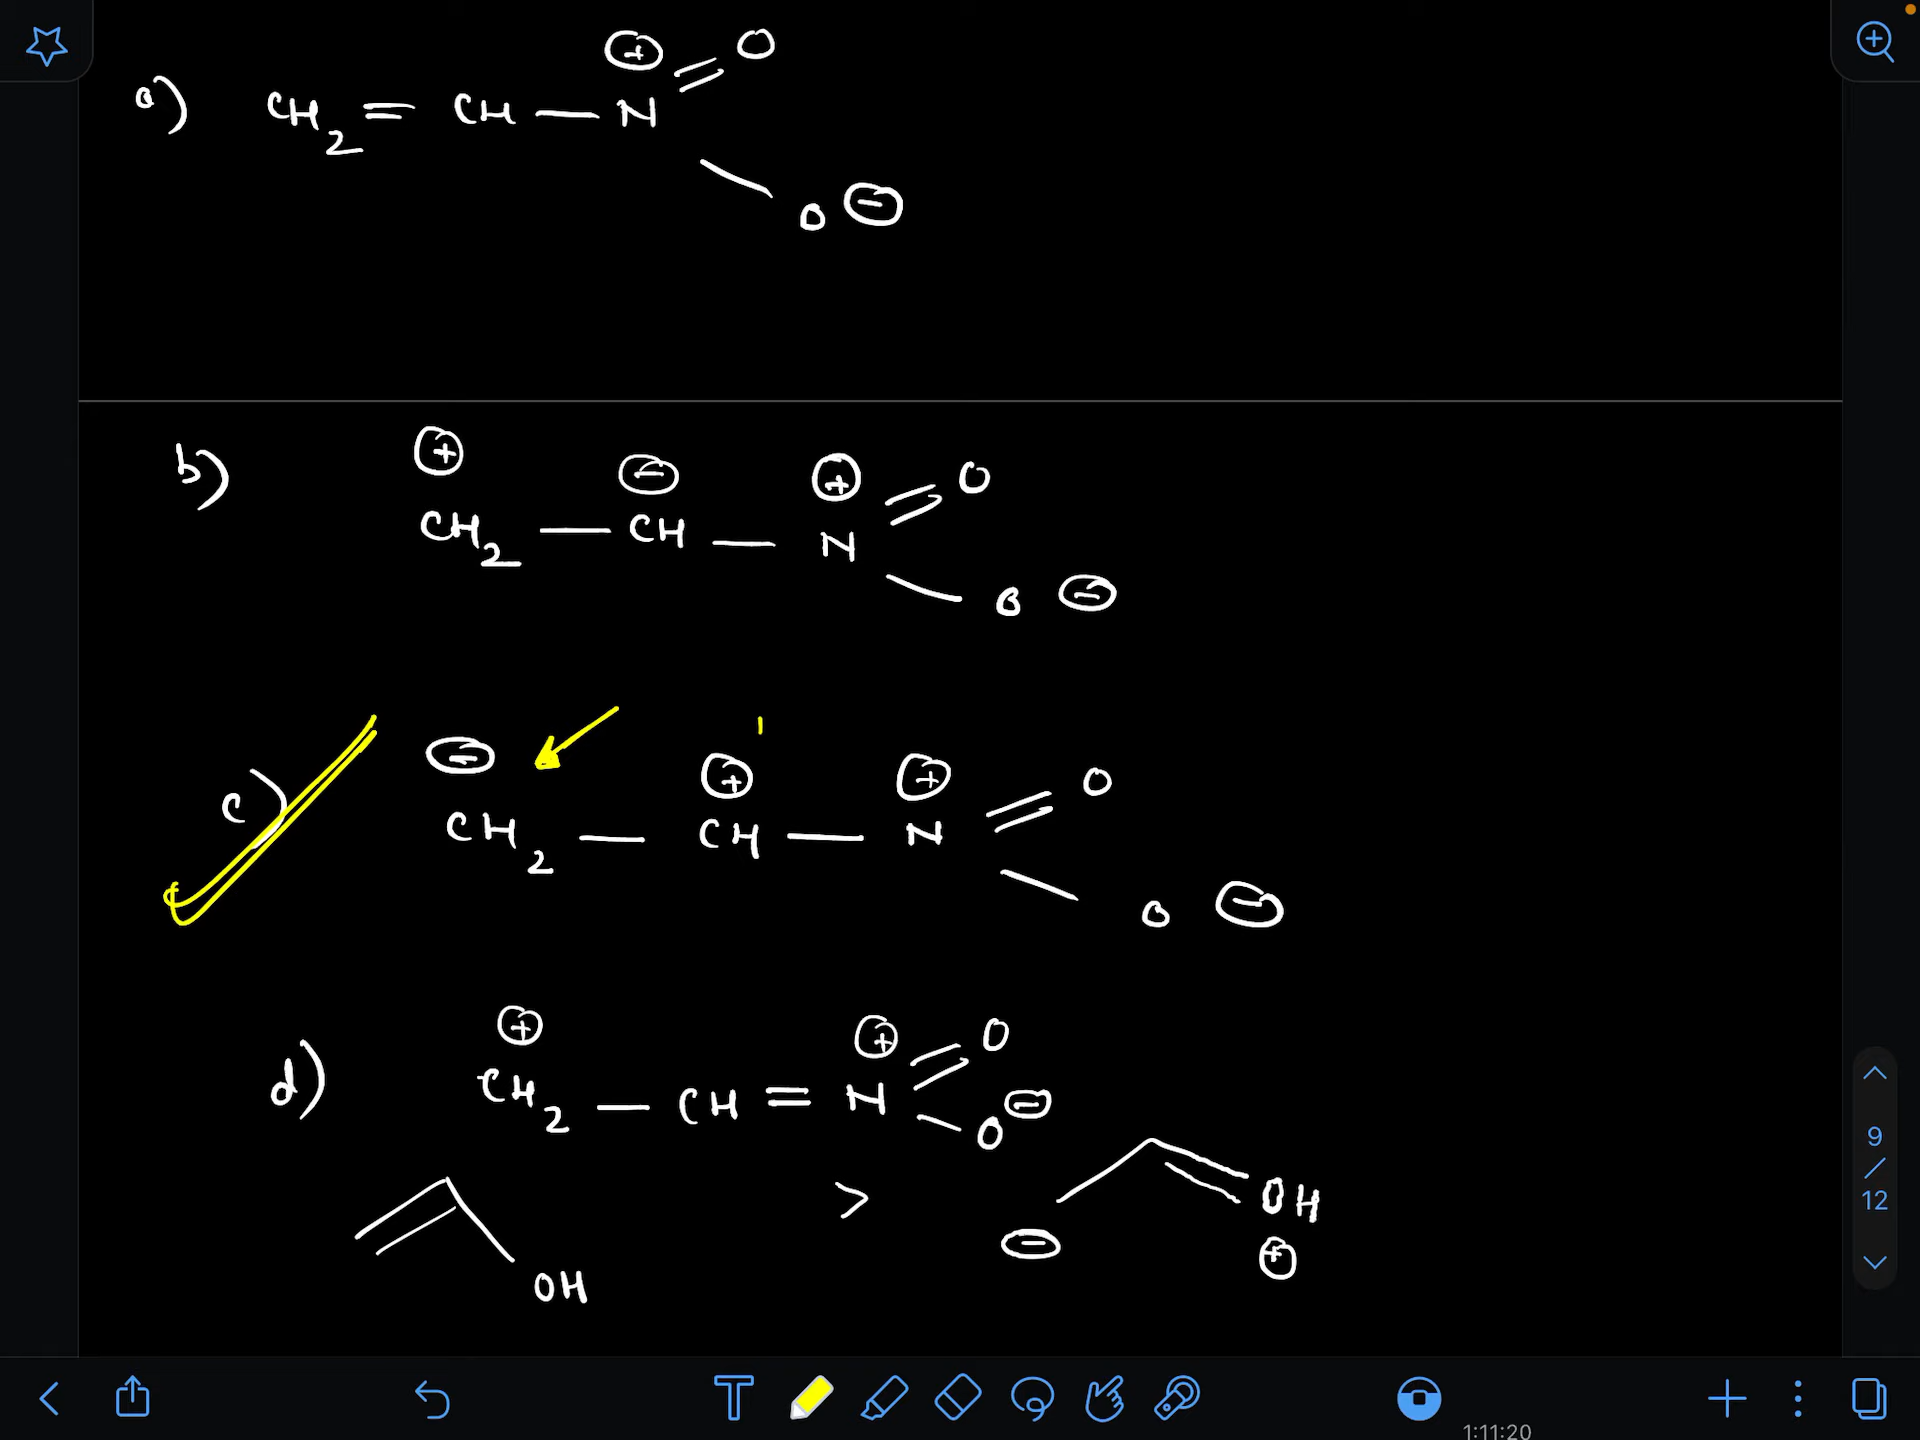 a) CH2 = CH — N⊕ = O
O⊖
b) ⊕CH2 — ⊖CH — N⊕ = O
O⊖
c) ⊖CH2 — ⊕CH — N⊕ = O
O⊖
d) ⊕CH2 — CH = N⊕ = O
O⊖
OH > ⊖ OH ⊕
9
/
12
T
1:11:20